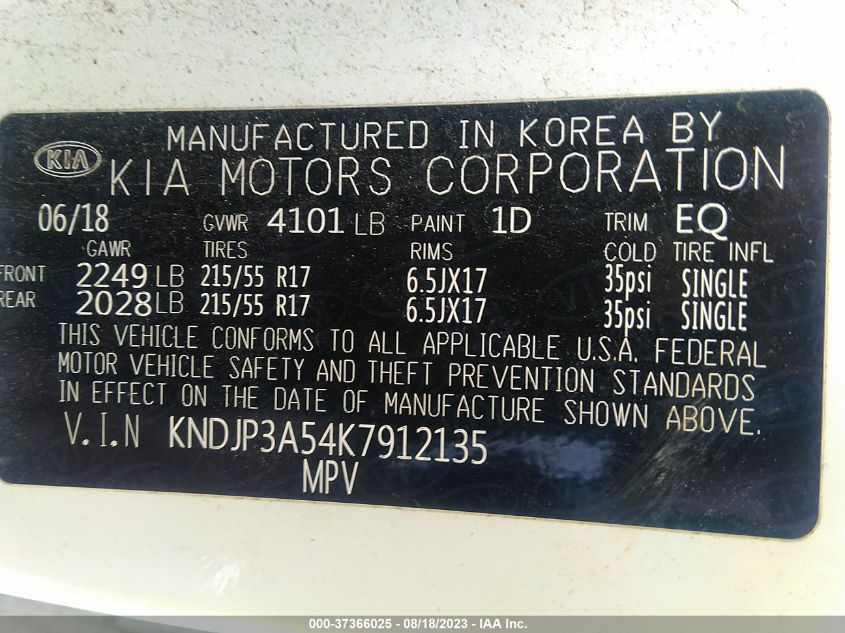 MANUFACTURED IN KOREA BY
KIA KIA MOTORS CORPORATION
06/18 GVWR 4101 LB PAINT 1D TRIM EQ
GAWR TIRES RIMS COLD TIRE INFL
FRONT 2249 LB 215/55 R17 6.5JX17 35psi SINGLE
REAR 2028 LB 215/55 R17 6.5JX17 35psi SINGLE
THIS VEHICLE CONFORMS TO ALL APPLICABLE U.S.A. FEDERAL
MOTOR VEHICLE SAFETY AND THEFT PREVENTION STANDARDS
IN EFFECT ON THE DATE OF MANUFACTURE SHOWN ABOVE.
V.I.N KNDJP3A54K7912135
MPV
000-37366025 - 08/18/2023 - IAA Inc.